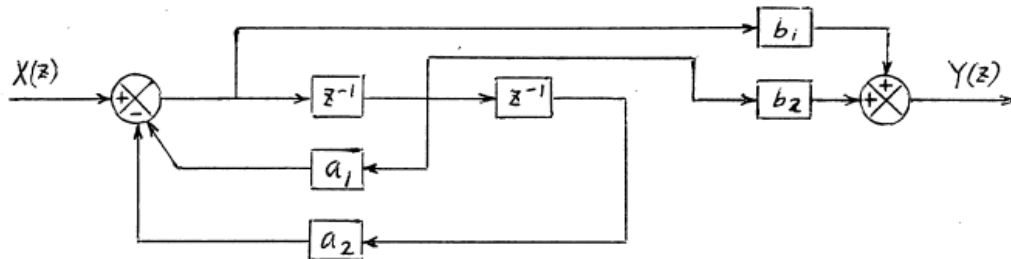 b₁
X(z)
Y(z)
+
+
-
z⁻¹
z⁻¹
b₂
+
a₁
a₂